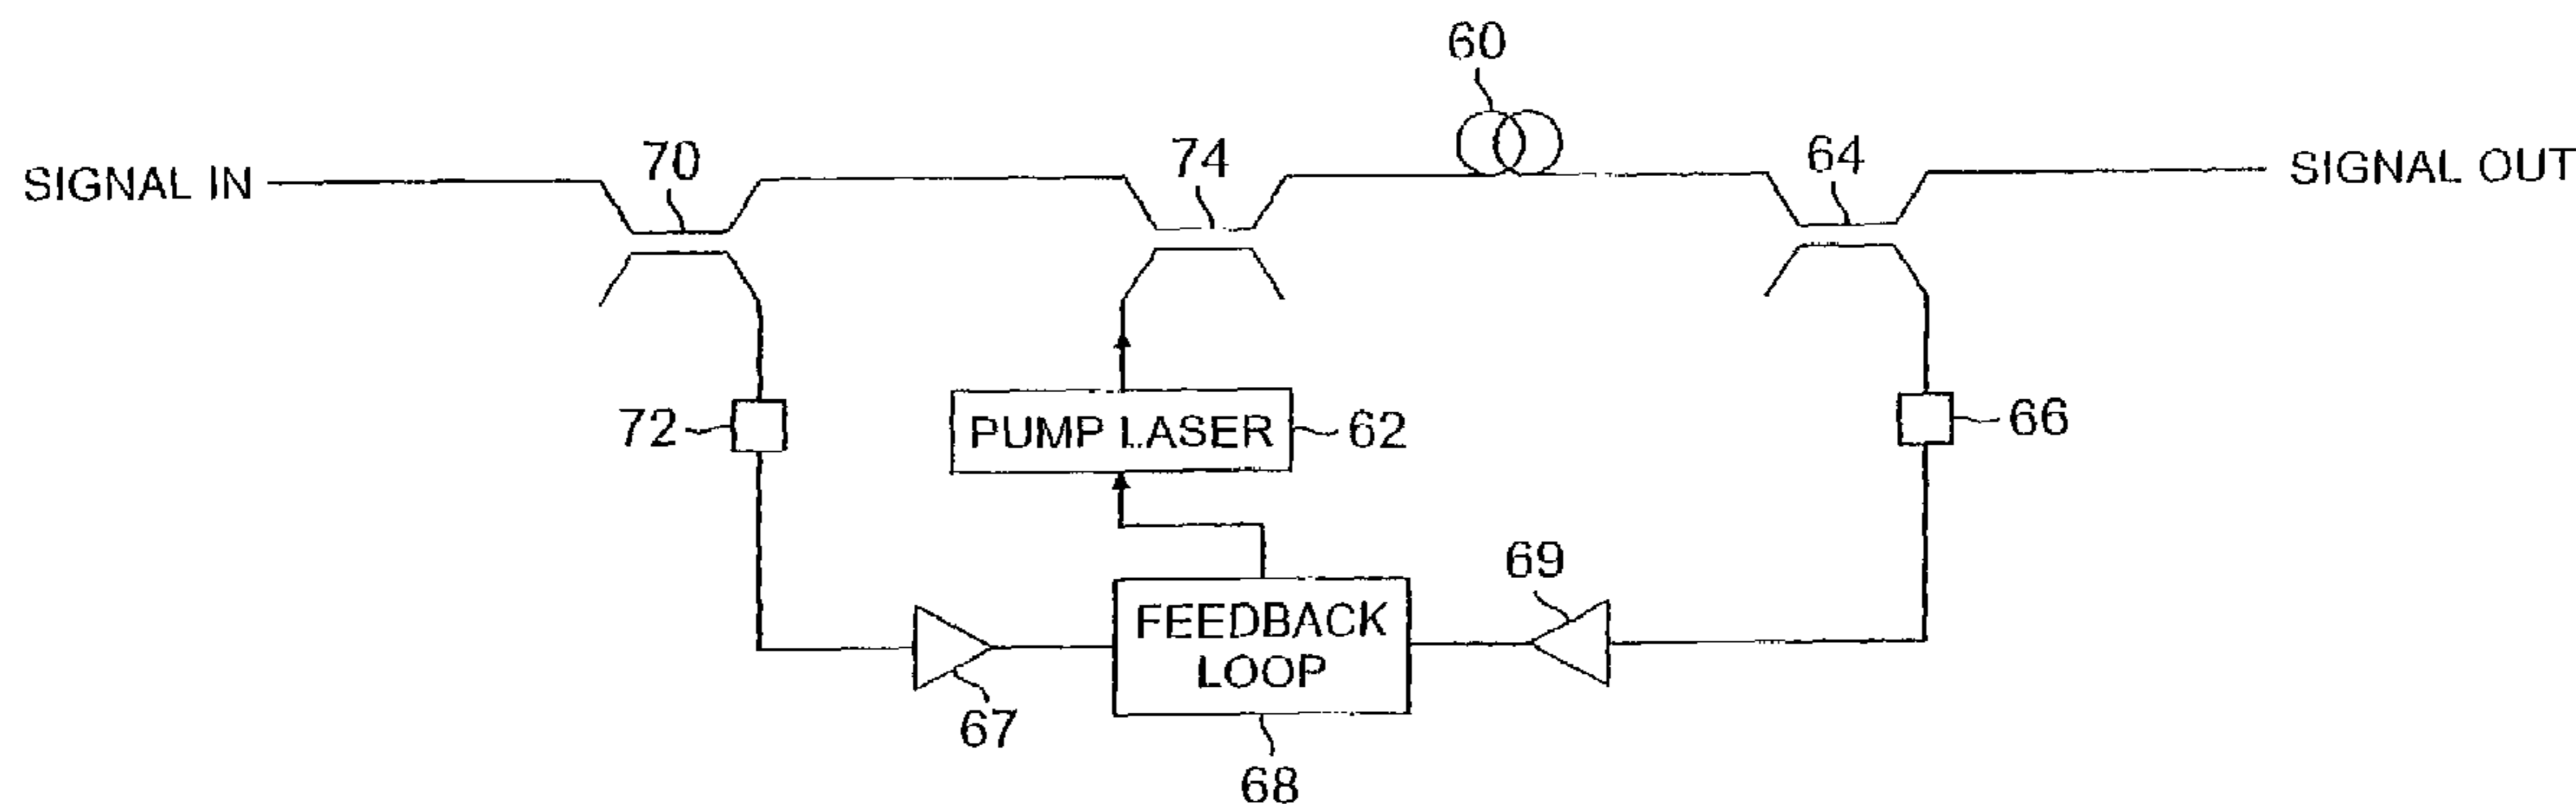 60
70
74
64
SIGNAL IN
SIGNAL OUT
72
PUMP LASER
62
66
69
FEEDBACK
LOOP
67
68